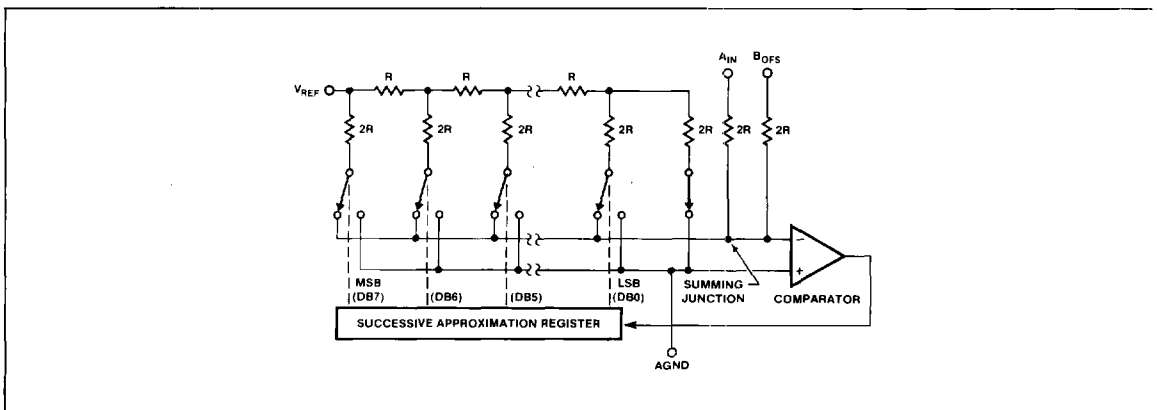 A_IN B_OFS
R R R
V_REF
2R 2R 2R 2R 2R 2R 2R
MSB (DB7)
(DB6)
(DB5)
LSB (DB0)
SUMMING JUNCTION
−
+
COMPARATOR
SUCCESSIVE APPROXIMATION REGISTER
AGND